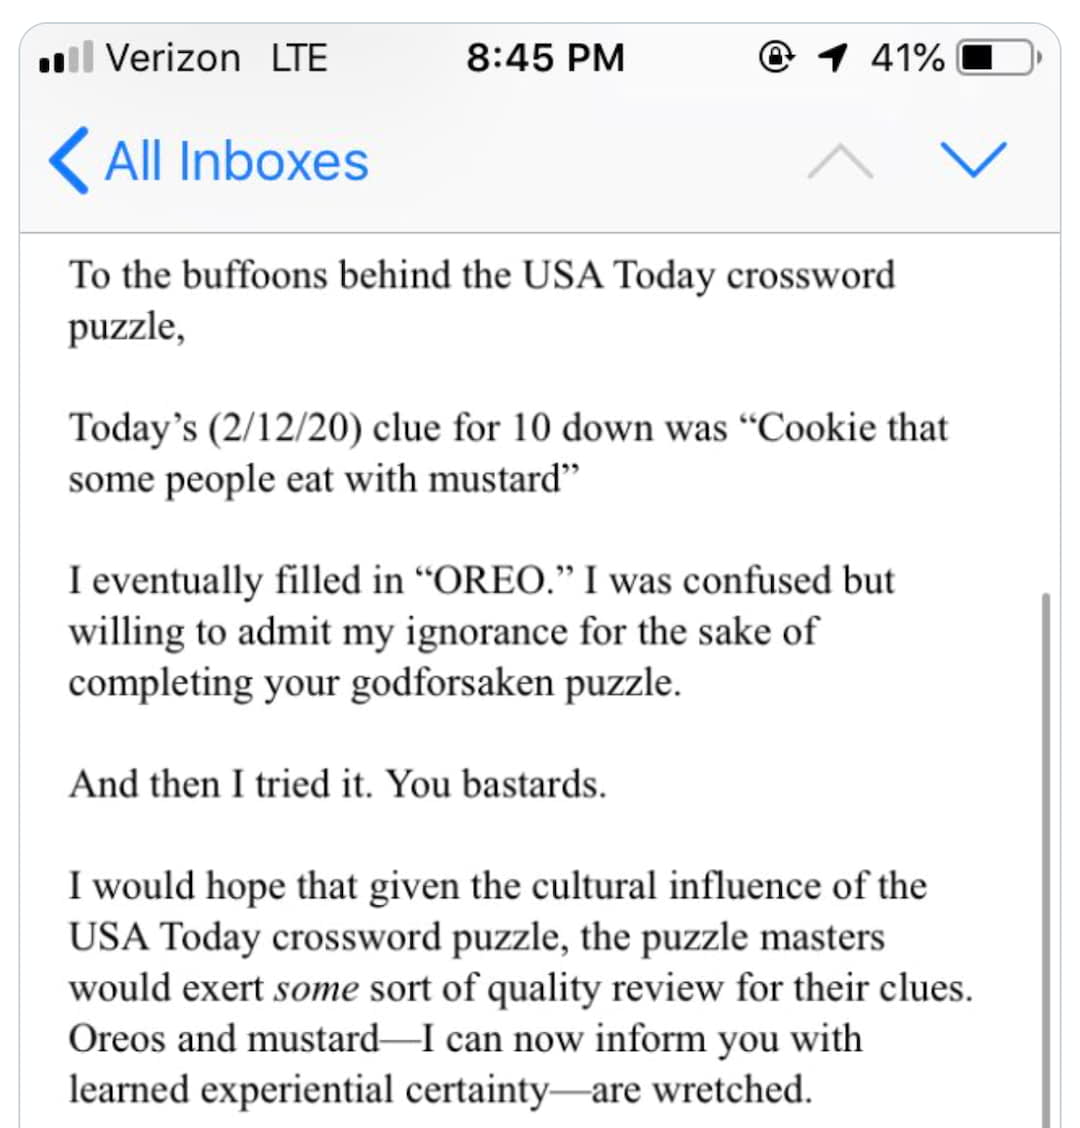 Verizon LTE 8:45 PM 41%
All Inboxes
To the buffoons behind the USA Today crossword
puzzle,
Today’s (2/12/20) clue for 10 down was “Cookie that
some people eat with mustard”
I eventually filled in “OREO.” I was confused but
willing to admit my ignorance for the sake of
completing your godforsaken puzzle.
And then I tried it. You bastards.
I would hope that given the cultural influence of the
USA Today crossword puzzle, the puzzle masters
would exert some sort of quality review for their clues.
Oreos and mustard—I can now inform you with
learned experiential certainty—are wretched.